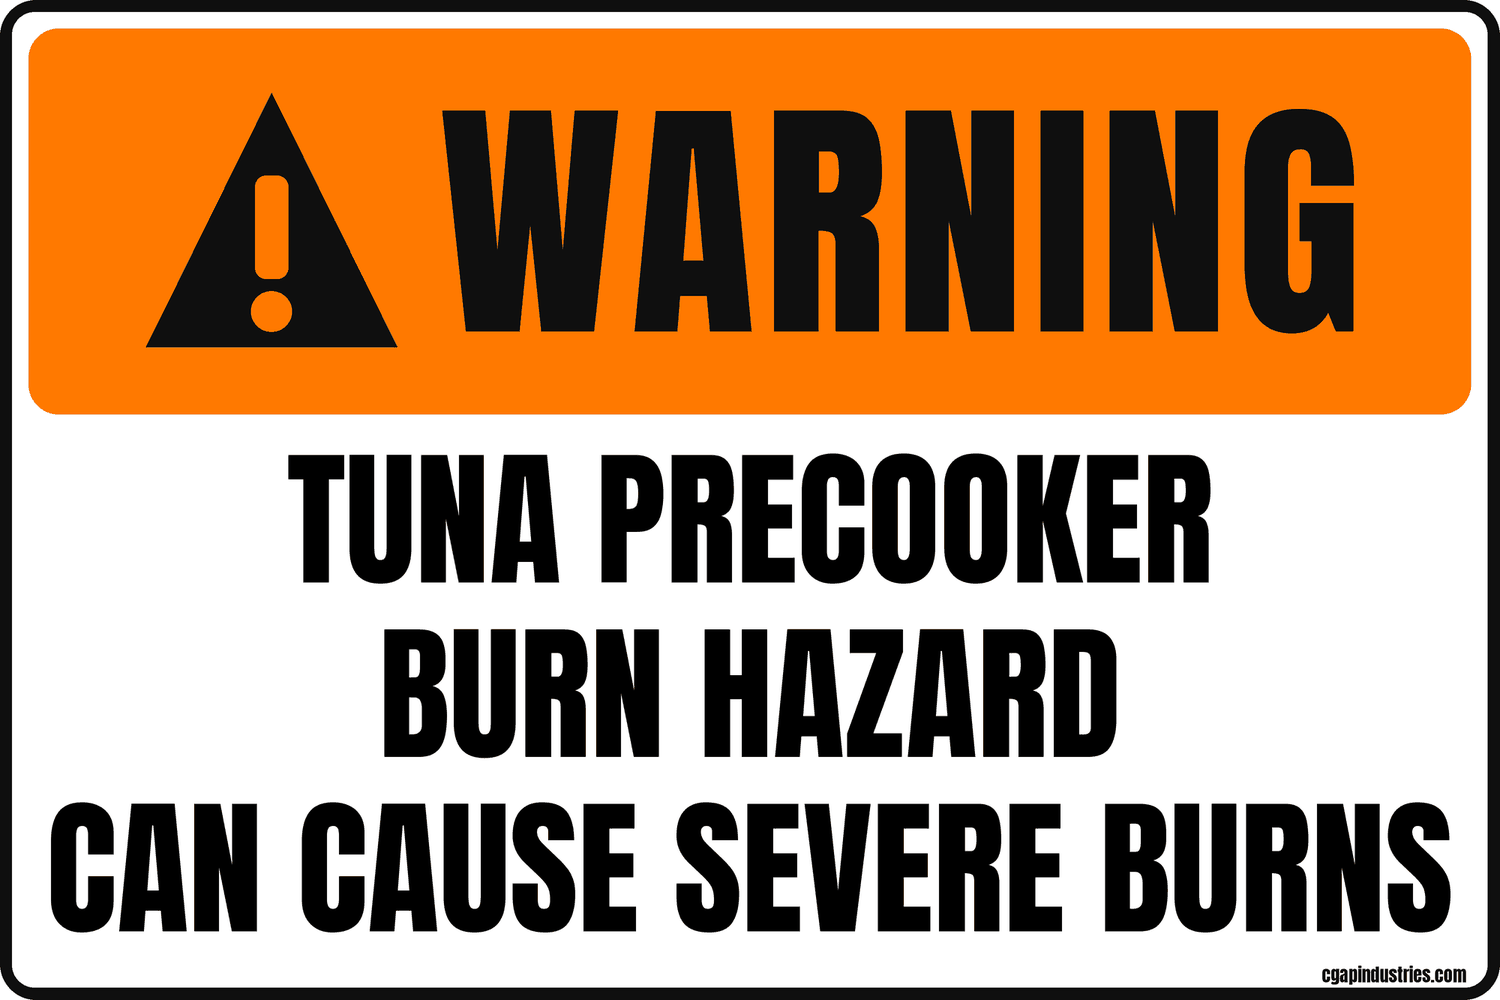 WARNING
TUNA PRECOOKER
BURN HAZARD
CAN CAUSE SEVERE BURNS
cgapindustries.com